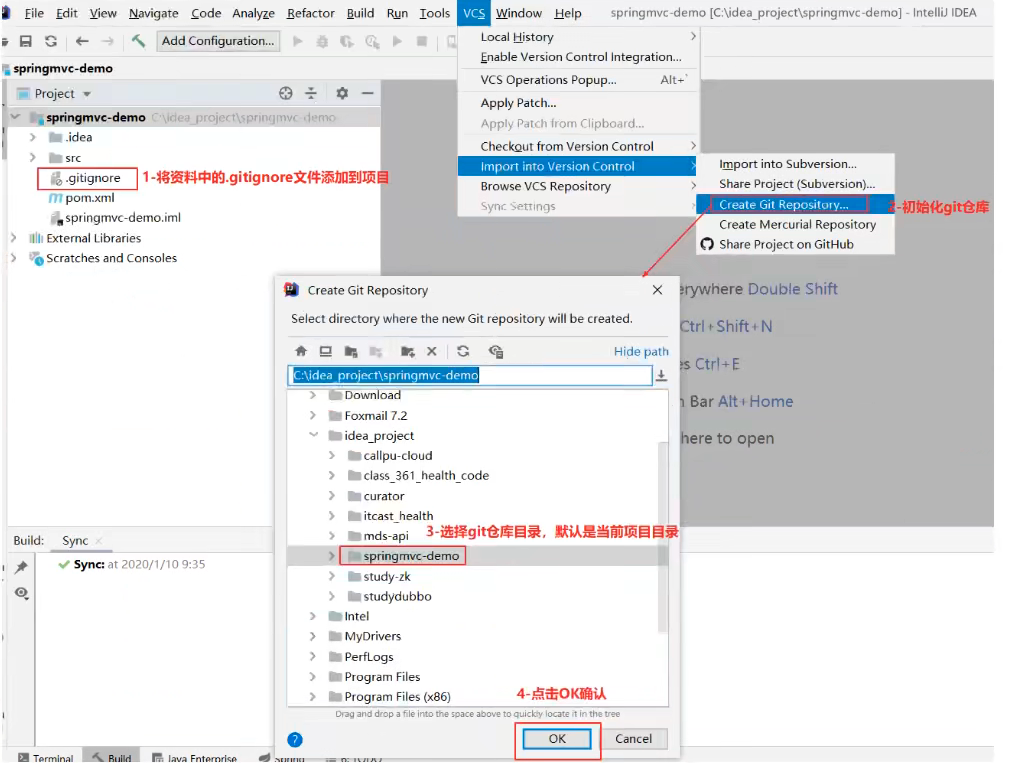 File Edit View Navigate Code Analyze Refactor Build Run Tools VCS Window Help springmvc-demo [C:\idea_project\springmvc-demo] - IntelliJ IDEA
Add Configuration...
Local History
Enable Version Control Integration...
VCS Operations Popup... Alt+`
Apply Patch...
Apply Patch from Clipboard...
Checkout from Version Control
Import into Version Control
Browse VCS Repository
Sync Settings
Import into Subversion...
Share Project (Subversion)...
Create Git Repository...
2-初始化git仓库
Create Mercurial Repository
Share Project on GitHub
springmvc-demo
Project
springmvc-demo C:\idea_project\springmvc-demo
.idea
src
.gitignore
1-将资料中的.gitignore文件添加到项目
pom.xml
springmvc-demo.iml
External Libraries
Scratches and Consoles
erywhere Double Shift
Ctrl+Shift+N
es Ctrl+E
n Bar Alt+Home
here to open
Create Git Repository
Select directory where the new Git repository will be created.
Hide path
C:\idea_project\springmvc-demo
Download
Foxmail 7.2
idea_project
callpu-cloud
class_361_health_code
curator
itcast_health
3-选择git仓库目录，默认是当前项目目录
mds-api
springmvc-demo
study-zk
studydubbo
Intel
MyDrivers
PerfLogs
Program Files
Program Files (x86)
4-点击OK确认
Drag and drop a file into the space above to quickly locate it in the tree
?
OK
Cancel
Build: Sync
Sync: at 2020/1/10 9:35
Terminal Build Java Enterprise Spring 6: TODO